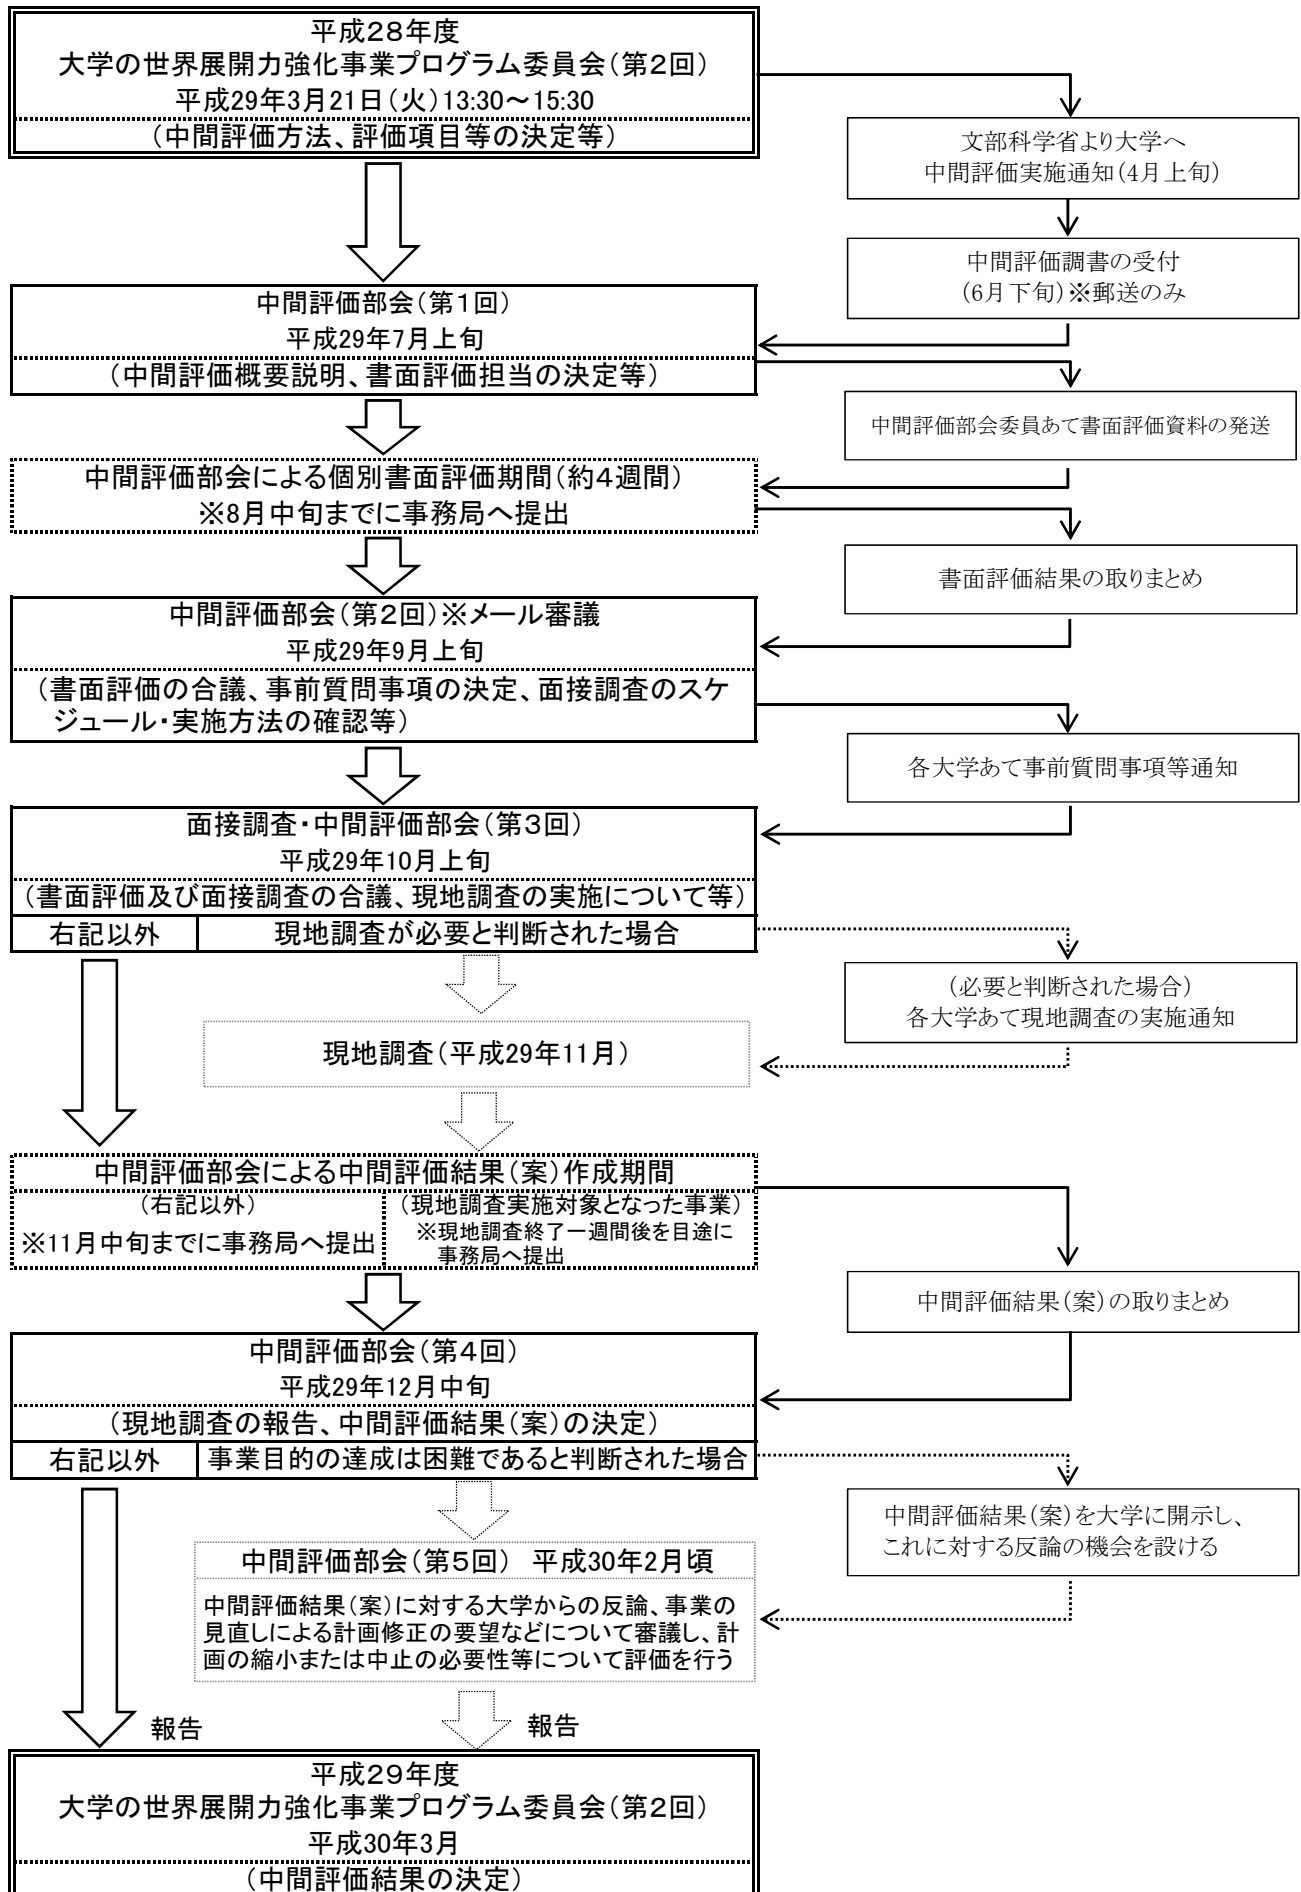 平成28年度
大学の世界展開力強化事業プログラム委員会（第2回）
平成29年3月21日（火）13:30～15:30
（中間評価方法、評価項目等の決定等）
文部科学省より大学へ
中間評価実施通知（4月上旬）
中間評価調書の受付
（6月下旬）※郵送のみ
中間評価部会（第1回）
平成29年7月上旬
（中間評価概要説明、書面評価担当の決定等）
中間評価部会委員あて書面評価資料の発送
中間評価部会による個別書面評価期間（約4週間）
※8月中旬までに事務局へ提出
書面評価結果の取りまとめ
中間評価部会（第2回）※メール審議
平成29年9月上旬
（書面評価の合議、事前質問事項の決定、面接調査のスケ
ジュール・実施方法の確認等）
各大学あて事前質問事項等通知
面接調査・中間評価部会（第3回）
平成29年10月上旬
（書面評価及び面接調査の合議、現地調査の実施について等）
右記以外
現地調査が必要と判断された場合
（必要と判断された場合）
各大学あて現地調査の実施通知
現地調査（平成29年11月）
中間評価部会による中間評価結果（案）作成期間
（右記以外）
※11月中旬までに事務局へ提出
（現地調査実施対象となった事業）
※現地調査終了一週間後を目途に
事務局へ提出
中間評価結果（案）の取りまとめ
中間評価部会（第4回）
平成29年12月中旬
（現地調査の報告、中間評価結果（案）の決定）
右記以外
事業目的の達成は困難であると判断された場合
中間評価結果（案）を大学に開示し、
これに対する反論の機会を設ける
中間評価部会（第5回）　平成30年2月頃
中間評価結果（案）に対する大学からの反論、事業の
見直しによる計画修正の要望などについて審議し、計
画の縮小または中止の必要性等について評価を行う
報告
報告
平成29年度
大学の世界展開力強化事業プログラム委員会（第2回）
平成30年3月
（中間評価結果の決定）